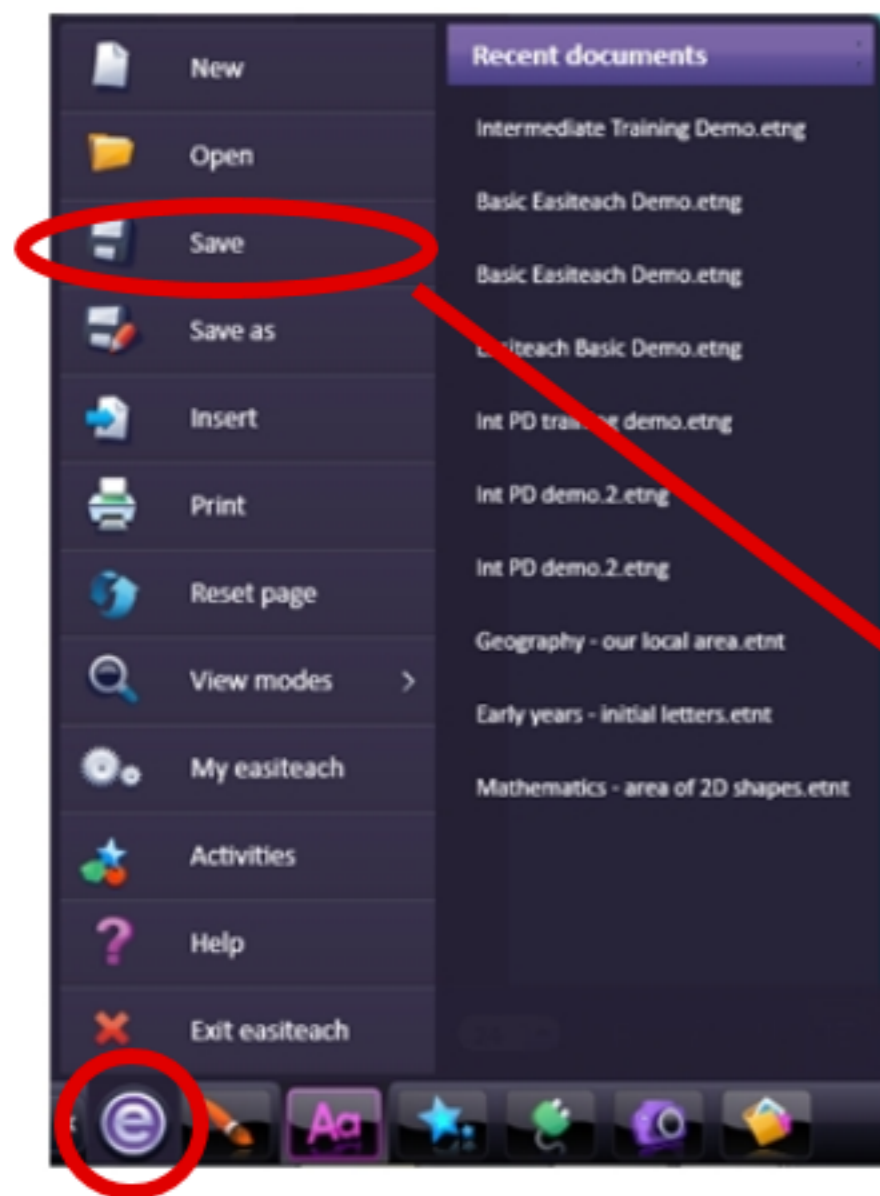 New
Open
Save
Save as
Insert
Print
Reset page
View modes >
My easiteach
Activities
Help
Exit easiteach
Recent documents
Intermediate Training Demo.etng
Basic Easiteach Demo.etng
Basic Easiteach Demo.etng
Easiteach Basic Demo.etng
Int PD training demo.etng
Int PD demo.2.etng
Int PD demo.2.etng
Geography - our local area.etnt
Early years - initial letters.etnt
Mathematics - area of 2D shapes.etnt
e
Aa